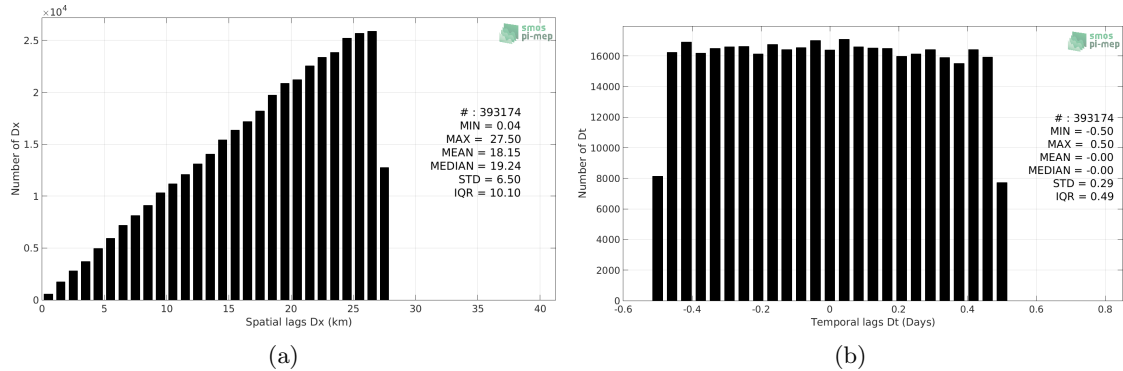 ×10⁴
2.5
2
1.5
1
0.5
0
0 5 10 15 20 25 30 35 40
Number of Dx
Spatial lags Dx (km)
smos
pi-mep
# : 393174
MIN = 0.04
MAX = 27.50
MEAN = 18.15
MEDIAN = 19.24
STD = 6.50
IQR = 10.10
(a)
16000
14000
12000
10000
8000
6000
4000
2000
0
-0.6 -0.4 -0.2 0 0.2 0.4 0.6 0.8
Number of Dt
Temporal lags Dt (Days)
smos
pi-mep
# : 393174
MIN = -0.50
MAX = 0.50
MEAN = -0.00
MEDIAN = -0.00
STD = 0.29
IQR = 0.49
(b)